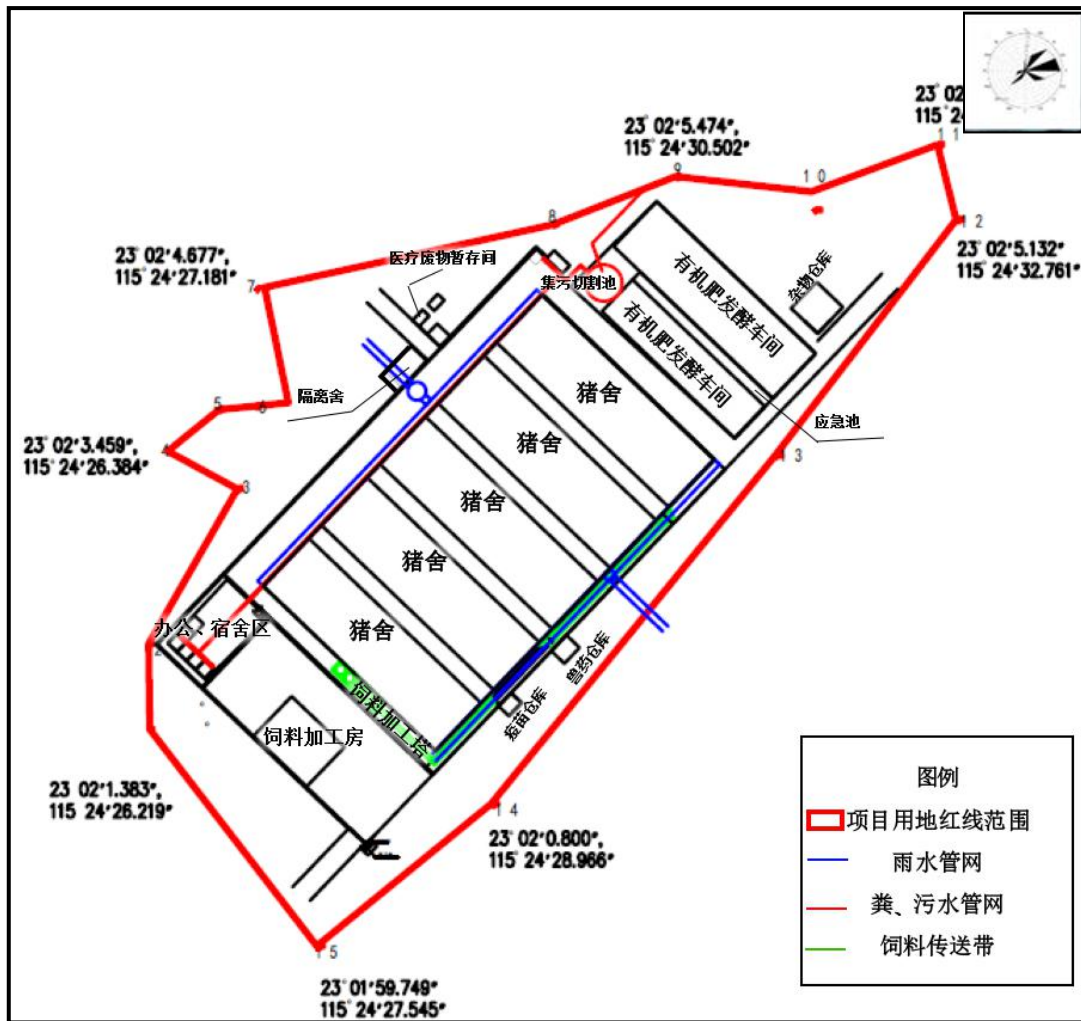 23°02'
115°24'
11
23°02'5.474",
115°24'30.502"
9
10
12
23°02'5.132"
115°24'32.761"
8
23°02'4.677",
115°24'27.181"
7
医疗废物暂存间
集污切割池
有机肥发酵车间
有机肥发酵车间
杂物仓库
应急池
隔离舍
猪舍
猪舍
猪舍
猪舍
猪舍
5
6
23°02'3.459",
115°24'26.384"
4
3
13
2
办公、宿舍区
饲料加工塔
饲料加工房
兽药仓库
疫苗仓库
23 02'1.383",
115 24'26.219"
14
23°02'0.800",
115°24'28.966"
15
23°01'59.749"
115°24'27.545"
图例
项目用地红线范围
雨水管网
粪、污水管网
饲料传送带